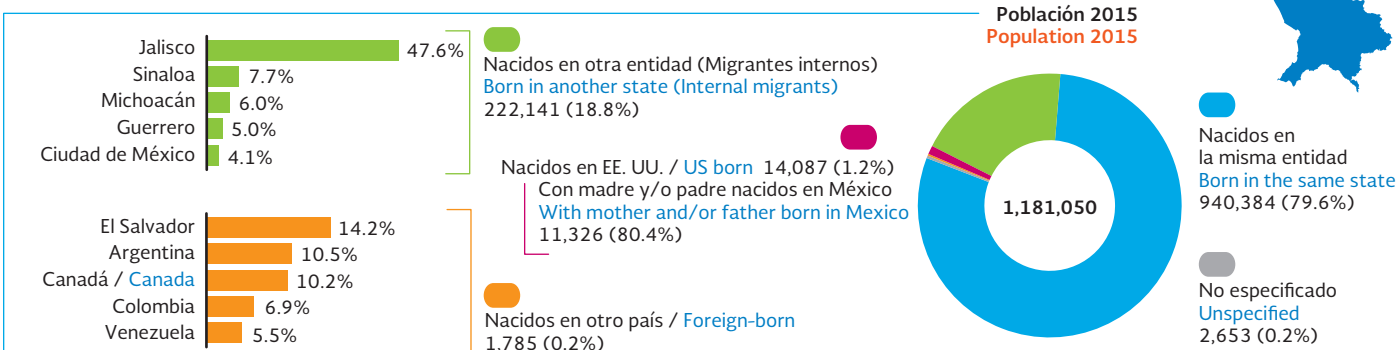 Población 2015
Population 2015
Jalisco 47.6%
Sinaloa 7.7%
Michoacán 6.0%
Guerrero 5.0%
Ciudad de México 4.1%
Nacidos en otra entidad (Migrantes internos)
Born in another state (Internal migrants)
222,141 (18.8%)
Nacidos en EE. UU. / US born 14,087 (1.2%)
Con madre y/o padre nacidos en México
With mother and/or father born in Mexico
11,326 (80.4%)
El Salvador 14.2%
Argentina 10.5%
Canadá / Canada 10.2%
Colombia 6.9%
Venezuela 5.5%
Nacidos en otro país / Foreign-born
1,785 (0.2%)
1,181,050
Nacidos en
la misma entidad
Born in the same state
940,384 (79.6%)
No especificado
Unspecified
2,653 (0.2%)